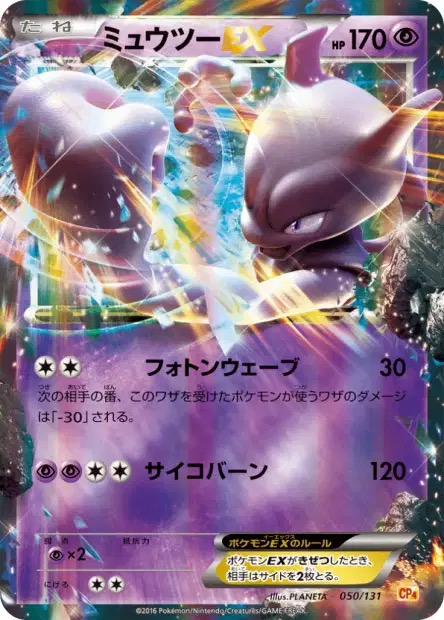 たね ミュウツーEX HP170
フォトンウェーブ 30
次の相手の番、このワザを受けたポケモンが使うワザのダメージ
は「-30」される。
サイコバーン 120
弱点 抵抗力
×2
にげる
ポケモンEXのルール
ポケモンEXがきぜつしたとき、
相手はサイドを2枚とる。
Illus. PLANETA 050/131 CP4
©2016 Pokémon/Nintendo/Creatures/GAME FREAK.